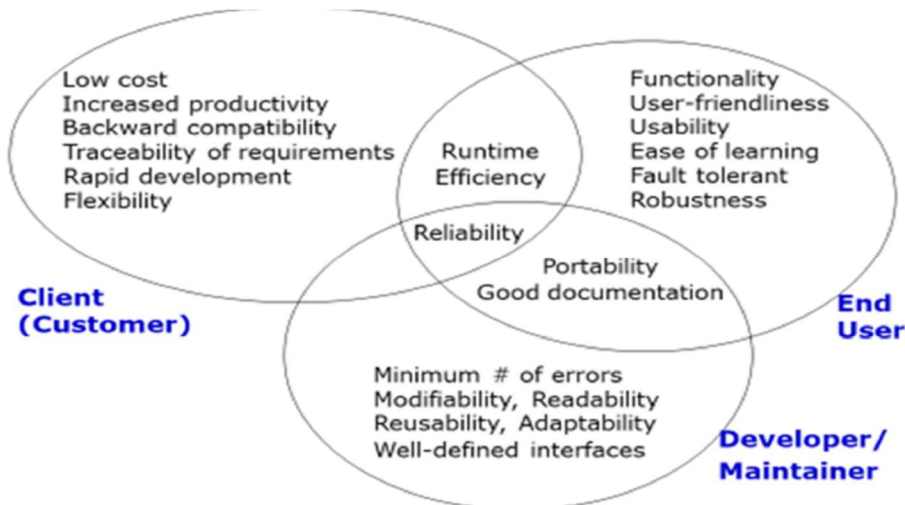 Low cost
Increased productivity
Backward compatibility
Traceability of requirements
Rapid development
Flexibility
Runtime
Efficiency
Functionality
User-friendliness
Usability
Ease of learning
Fault tolerant
Robustness
Reliability
Portability
Good documentation
Client
(Customer)
End
User
Minimum # of errors
Modifiability, Readability
Reusability, Adaptability
Well-defined interfaces
Developer/
Maintainer